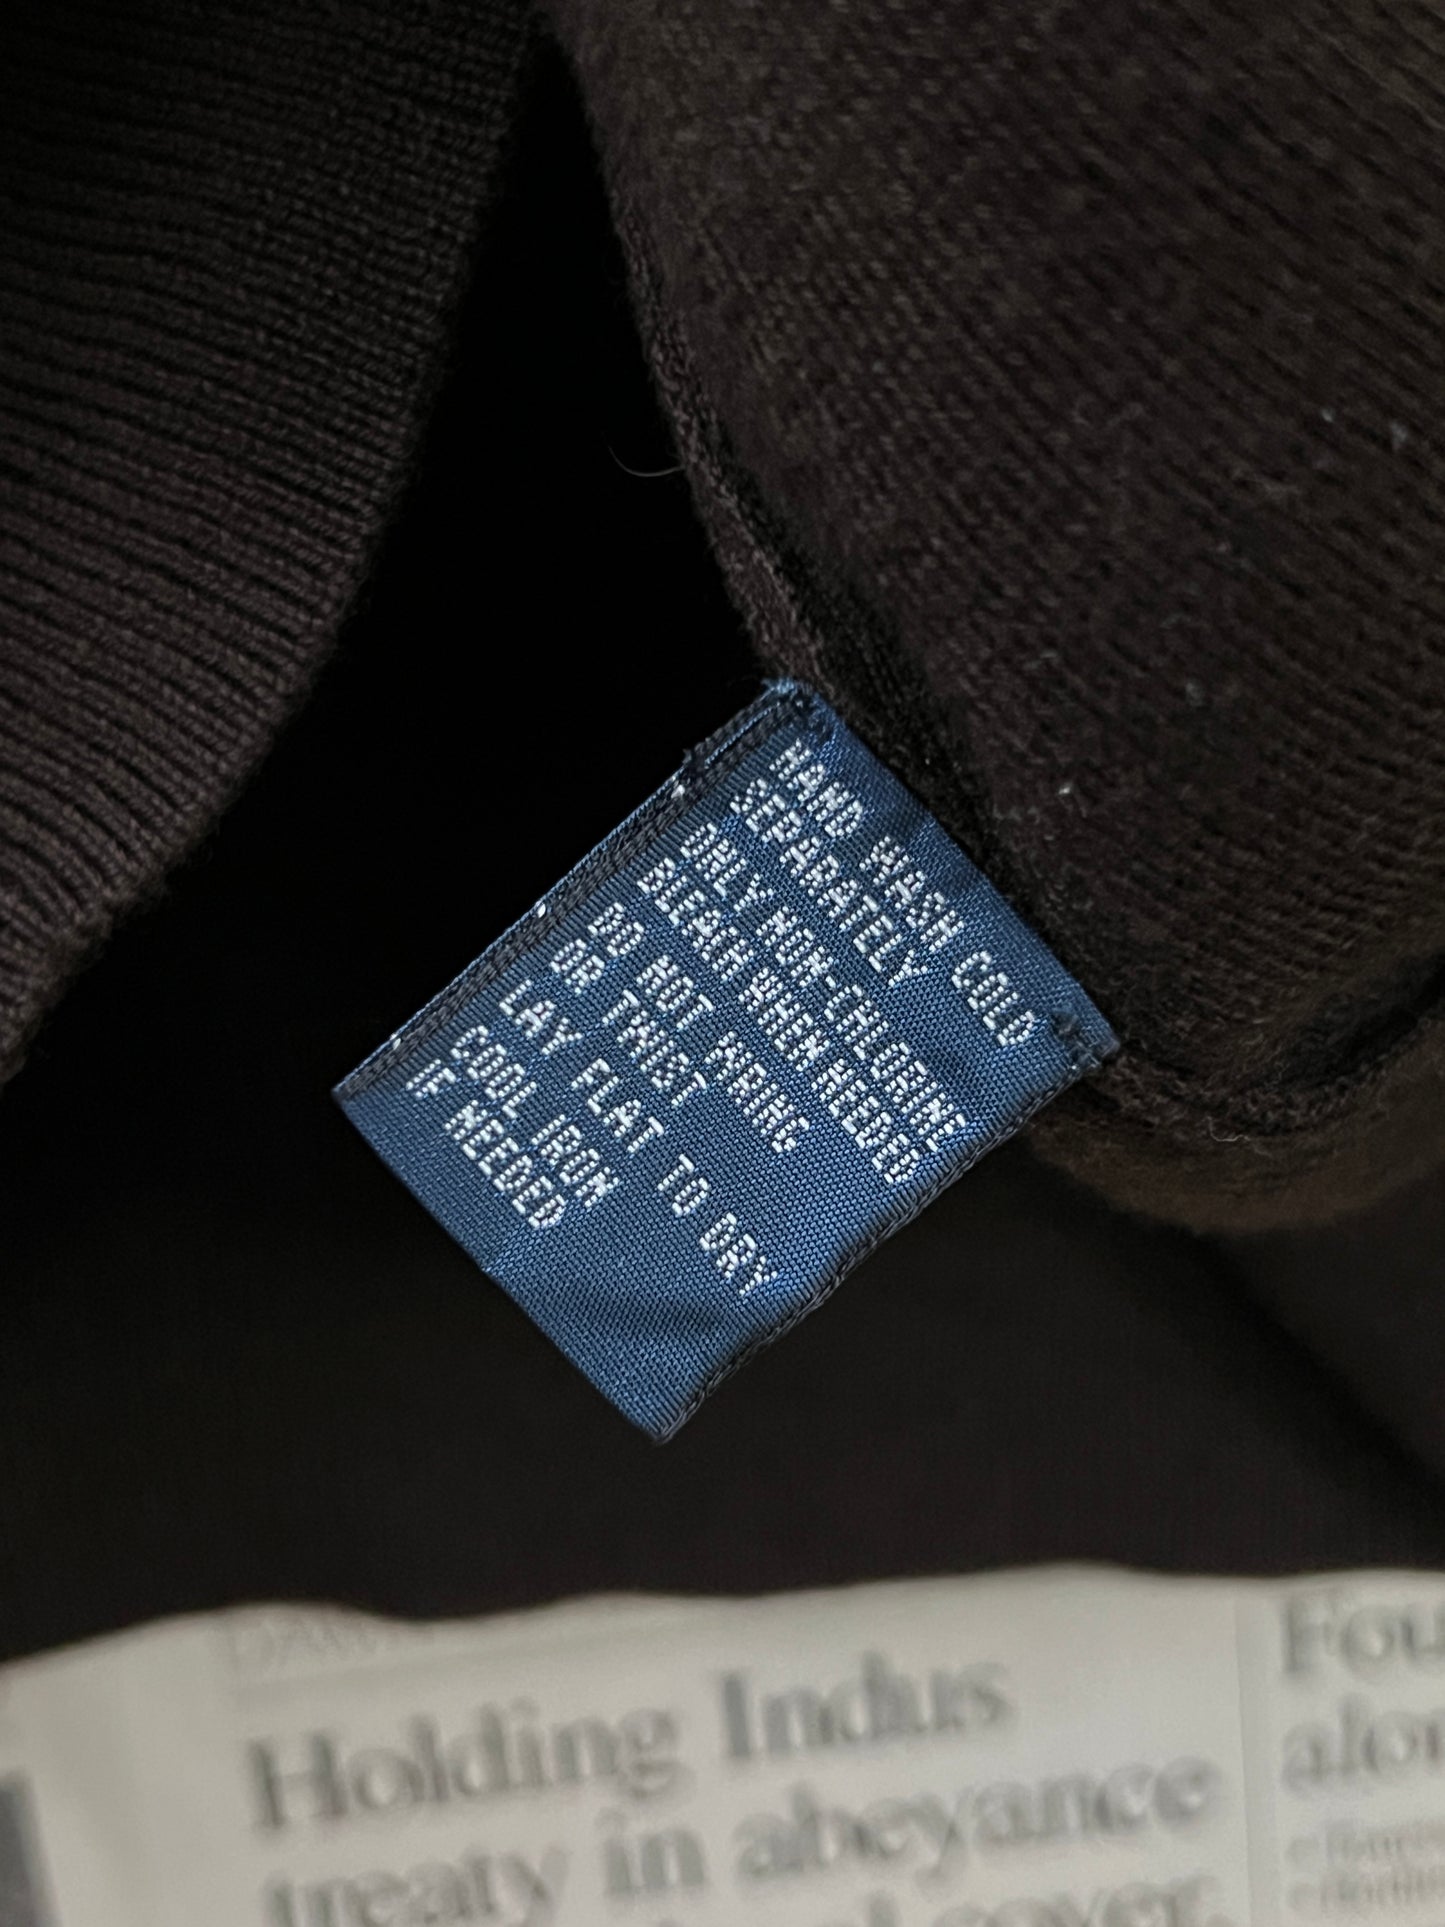 HAND WASH COLD
SEPARATELY
ONLY NON-CHLORINE
BLEACH WHEN NEEDED
DO NOT WRING
OR TWIST
LAY FLAT TO DRY
COOL IRON
IF NEEDED
Holding Indus
treaty in abeyance